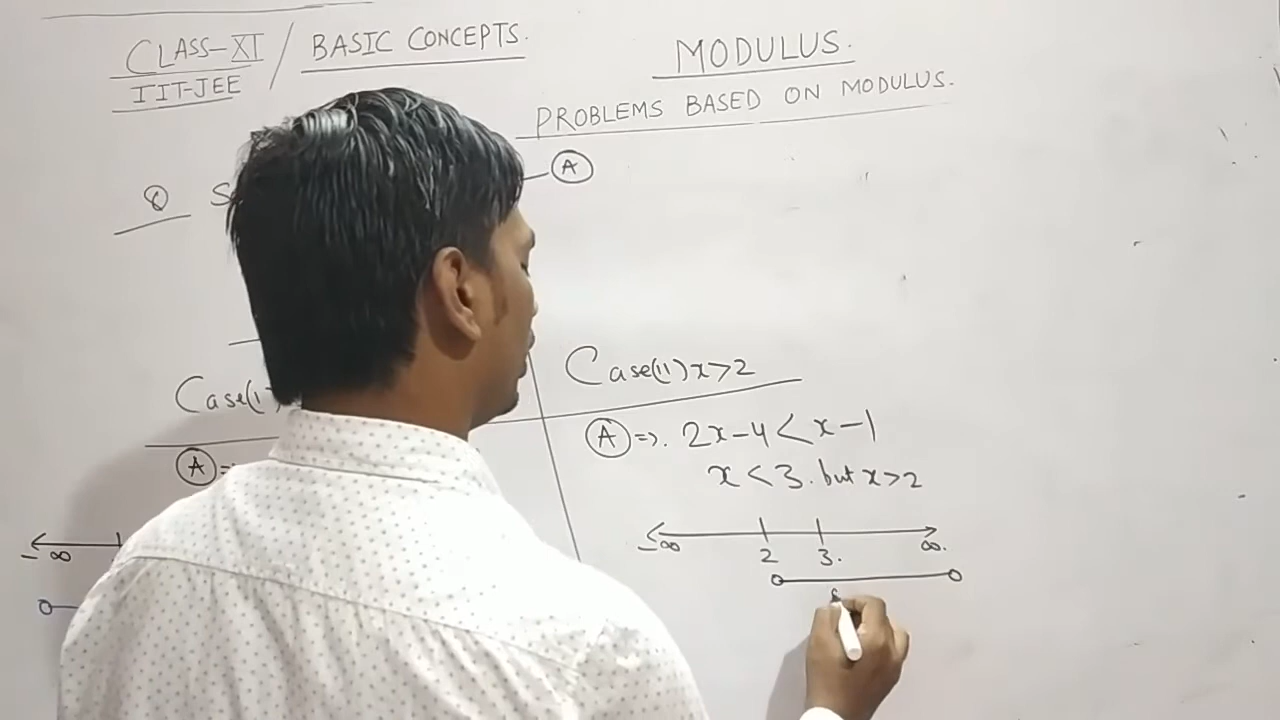 CLASS-XI / BASIC CONCEPTS.
IIT-JEE
MODULUS.
PROBLEMS BASED ON MODULUS.
Q
A
Case(I)
A =>
-∞
Case(II) x>2
A =>. 2x-4 < x-1
x < 3. but x>2
-∞ 2 3. ∞.